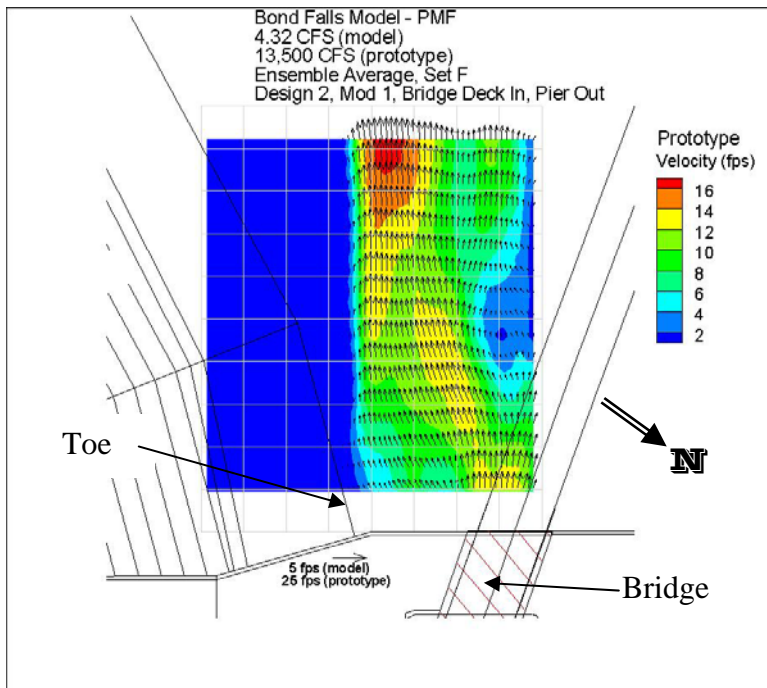 Bond Falls Model - PMF
4.32 CFS (model)
13,500 CFS (prototype)
Ensemble Average, Set F
Design 2, Mod 1, Bridge Deck In, Pier Out
Prototype
Velocity (fps)
16
14
12
10
8
6
4
2
N
Toe
5 fps (model)
25 fps (prototype)
Bridge